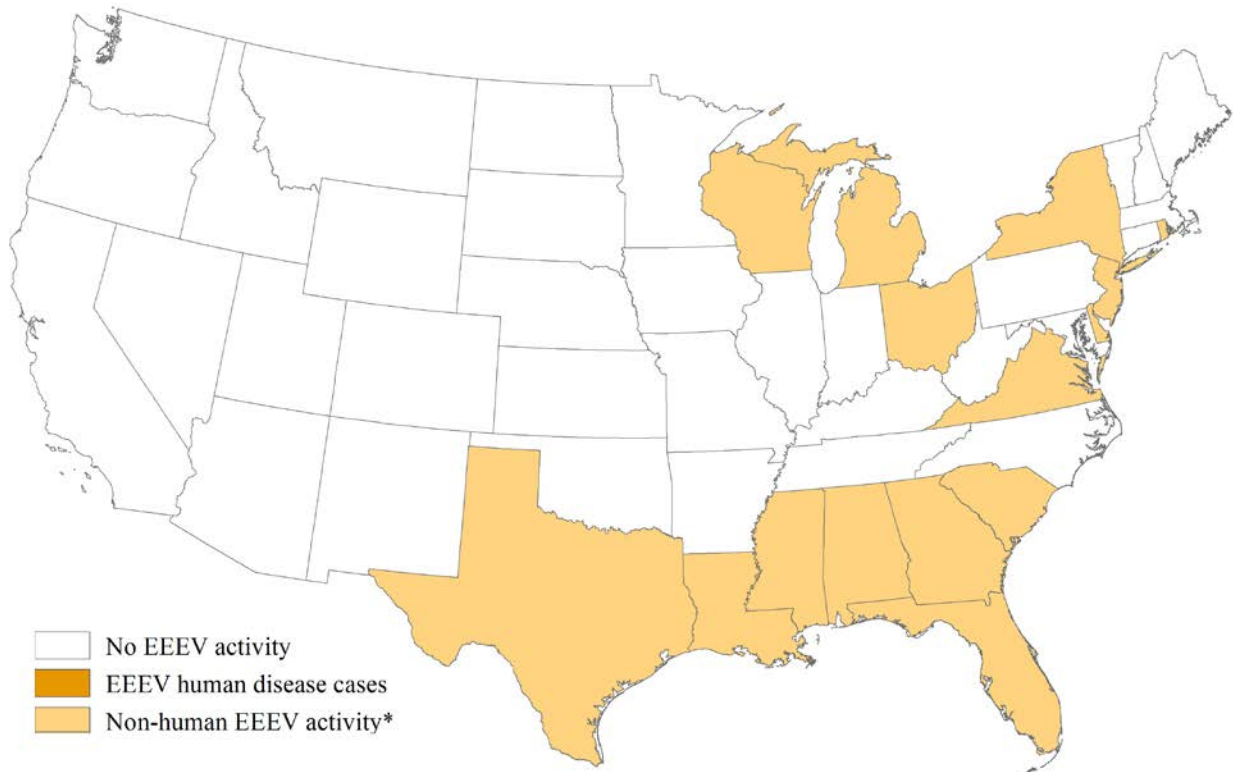 No EEEV activity
EEEV human disease cases
Non-human EEEV activity*